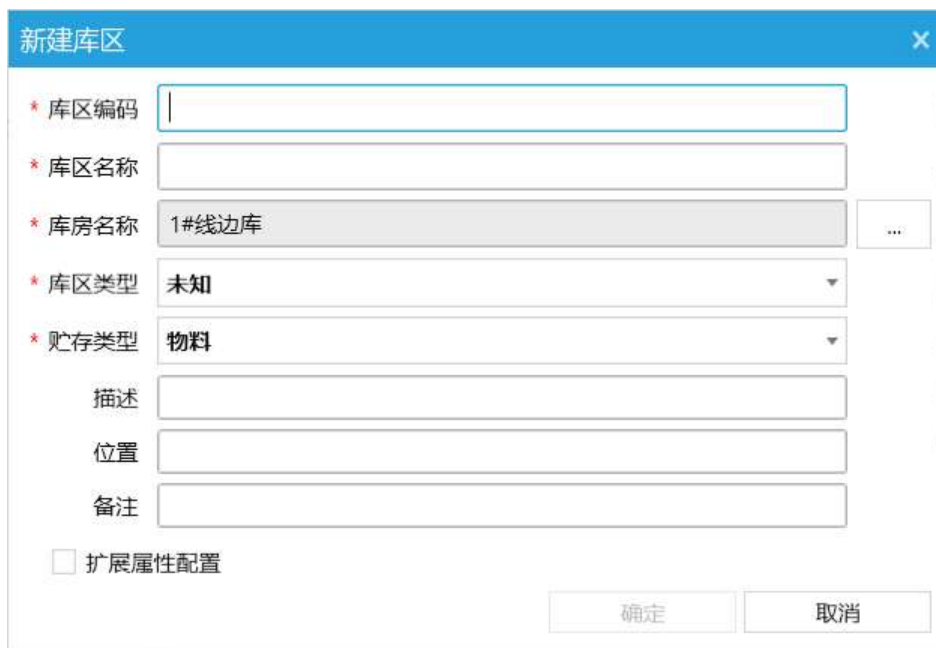 新建库区
* 库区编码
* 库区名称
* 库房名称 1#线边库 ...
* 库区类型 未知
* 贮存类型 物料
描述
位置
备注
扩展属性配置
确定 取消